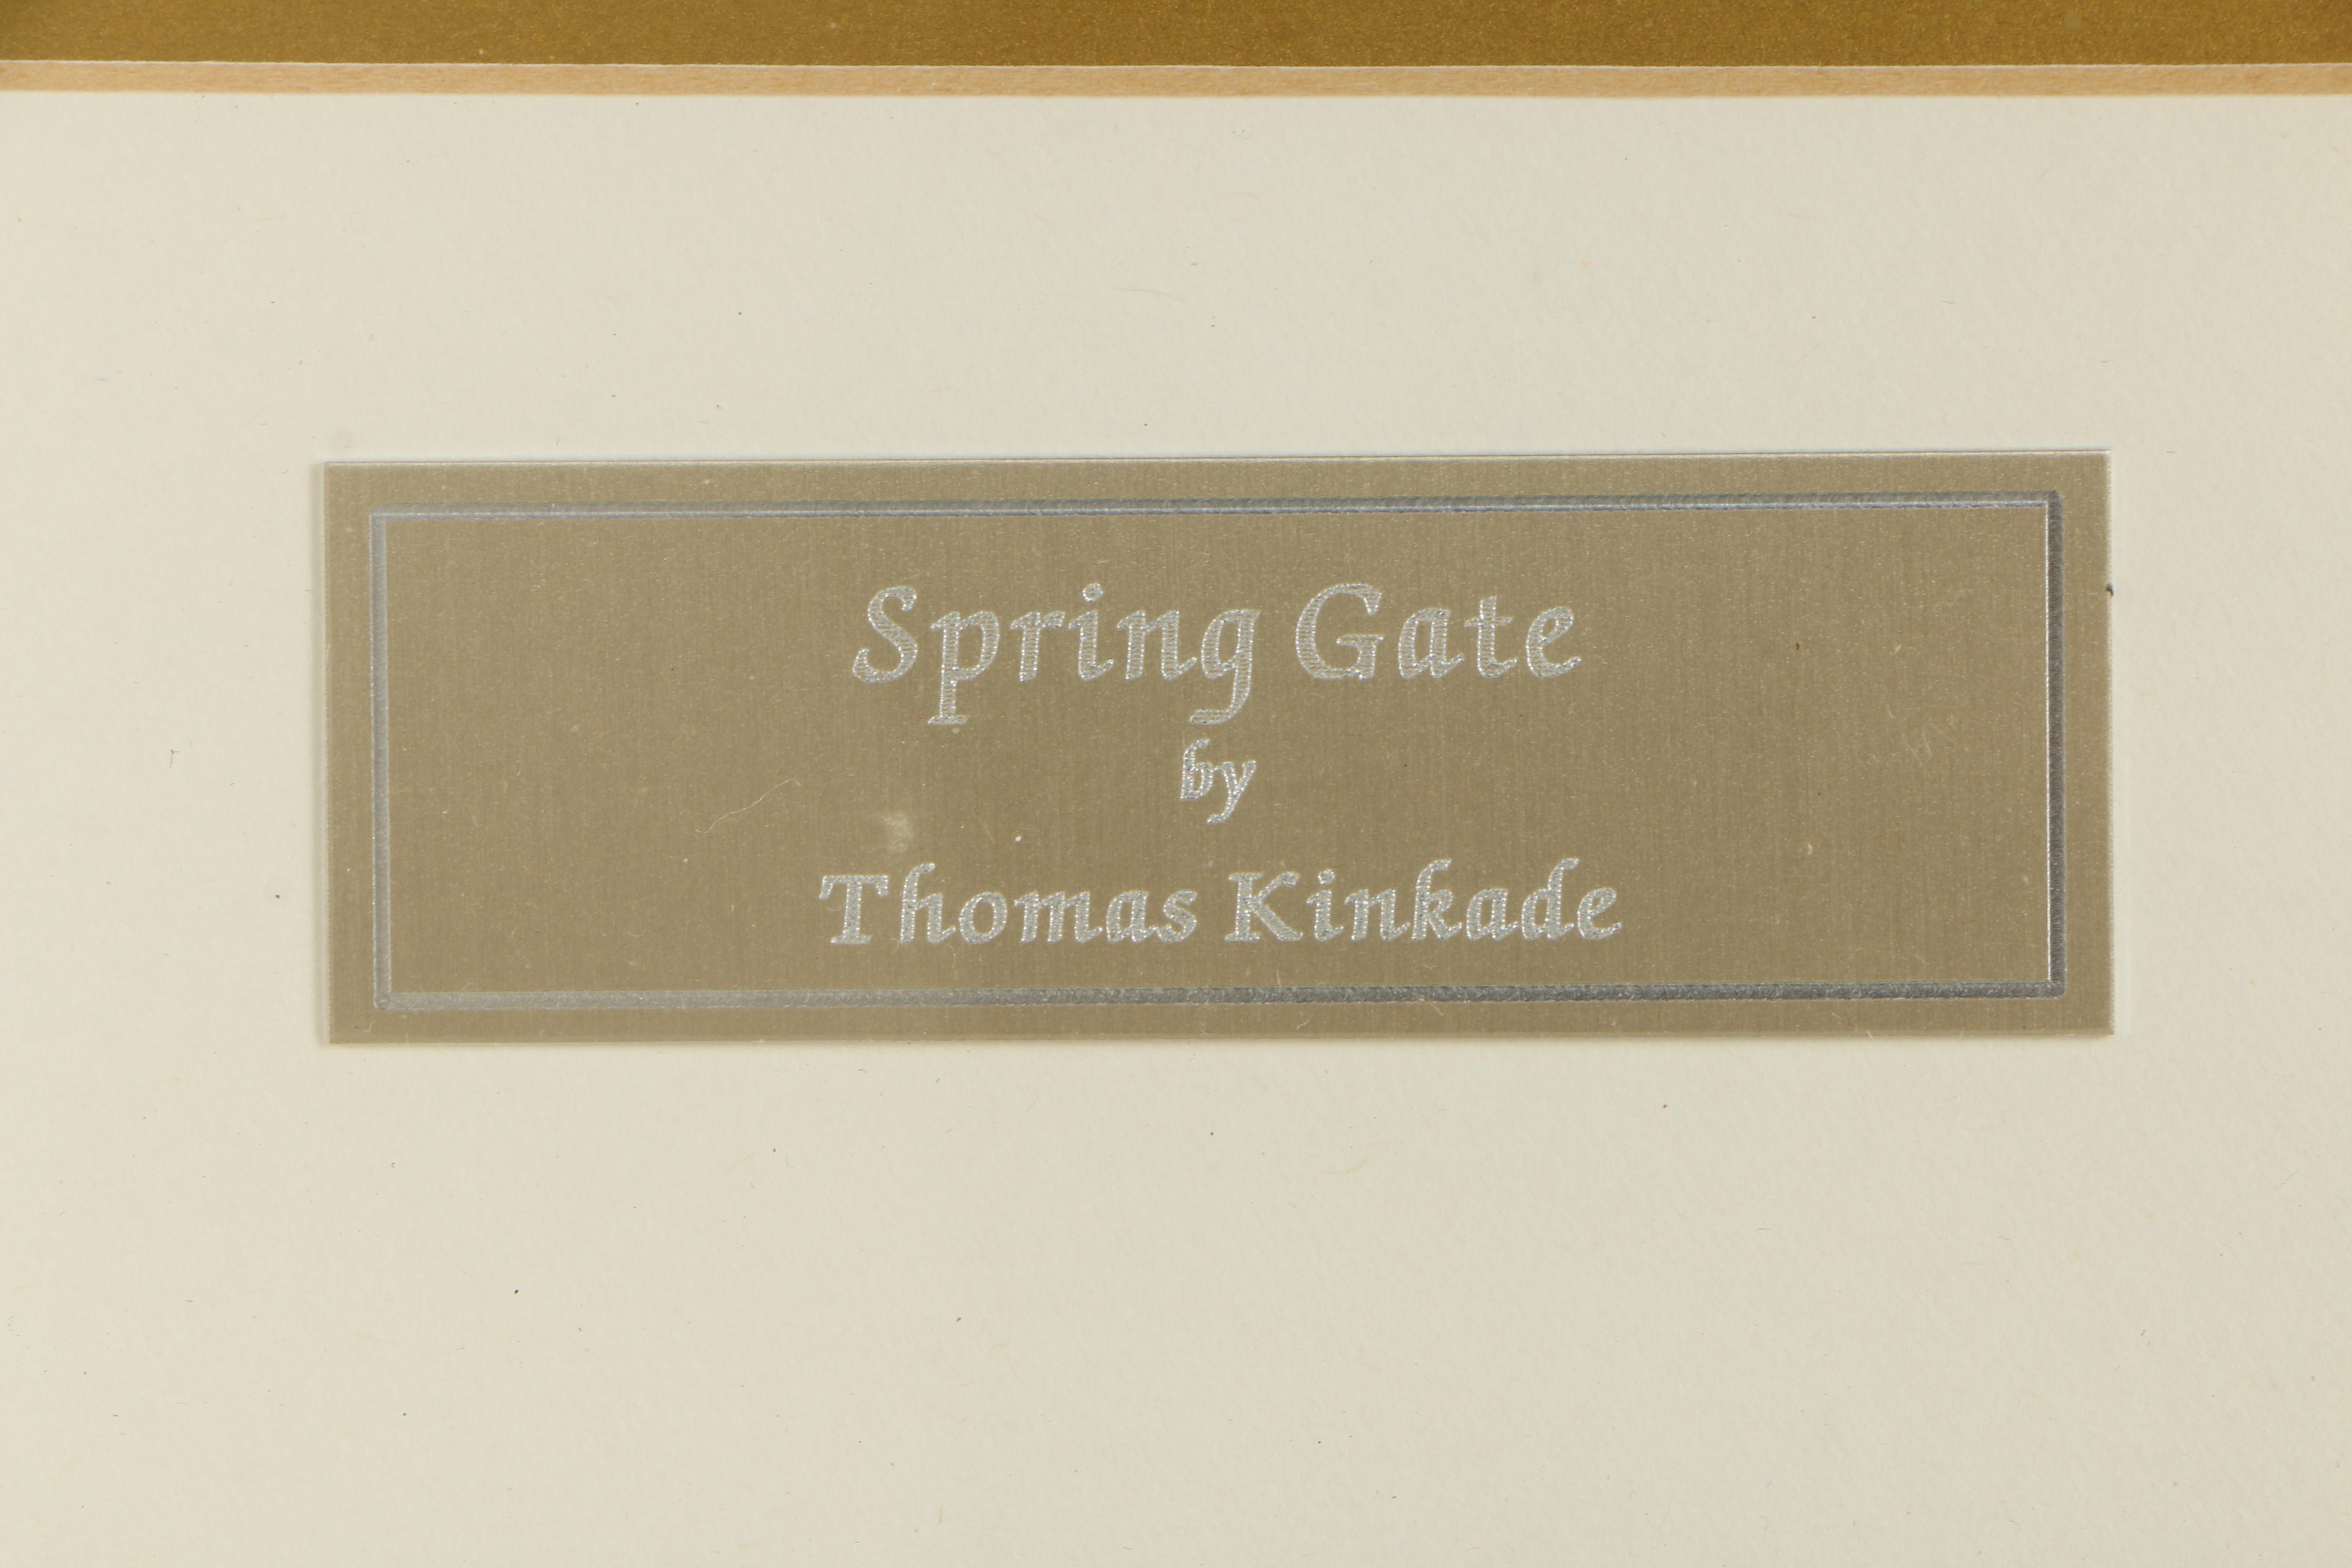 Spring Gate
by
Thomas Kinkade